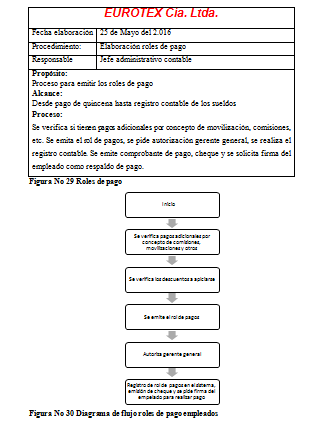 EUROTEX Cia. Ltda.
Fecha elaboración 25 de Mayo del 2.016
Procedimiento: Elaboración roles de pago
Responsable Jefe administrativo contable
Propósito:
Proceso para emitir los roles de pago
Alcance:
Desde pago de quincena hasta registro contable de los sueldos
Proceso:
Se verifica si tienen pagos adicionales por concepto de movilización, comisiones,
etc. Se emita el rol de pagos, se pide autorización gerente general, se realiza el
registro contable. Se emite comprobante de pago, cheque y se solicita firma del
empleado como respaldo de pago.
Figura No 29 Roles de pago
Inicio
Se verifica pagos adicionales por
concepto de comisiones,
movilizaciones y otros
Se verifica los descuentos a aplciarse
Se emite el rol de pagos
Autoriza gerente general
Registro de rol de pagos en el sistema,
emisión de cheque y se pide firma del
empelado para realizar pago
Figura No 30 Diagrama de flujo roles de pago empleados